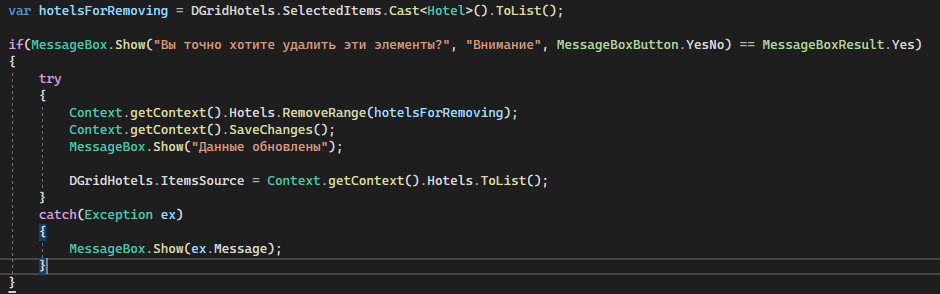 var hotelsForRemoving = DGridHotels.SelectedItems.Cast<Hotel>().ToList();
if(MessageBox.Show("Вы точно хотите удалить эти элементы?", "Внимание", MessageBoxButton.YesNo) == MessageBoxResult.Yes)
{
try
{
Context.getContext().Hotels.RemoveRange(hotelsForRemoving);
Context.getContext().SaveChanges();
MessageBox.Show("Данные обновлены");
DGridHotels.ItemsSource = Context.getContext().Hotels.ToList();
}
catch(Exception ex)
{
MessageBox.Show(ex.Message);
}
}